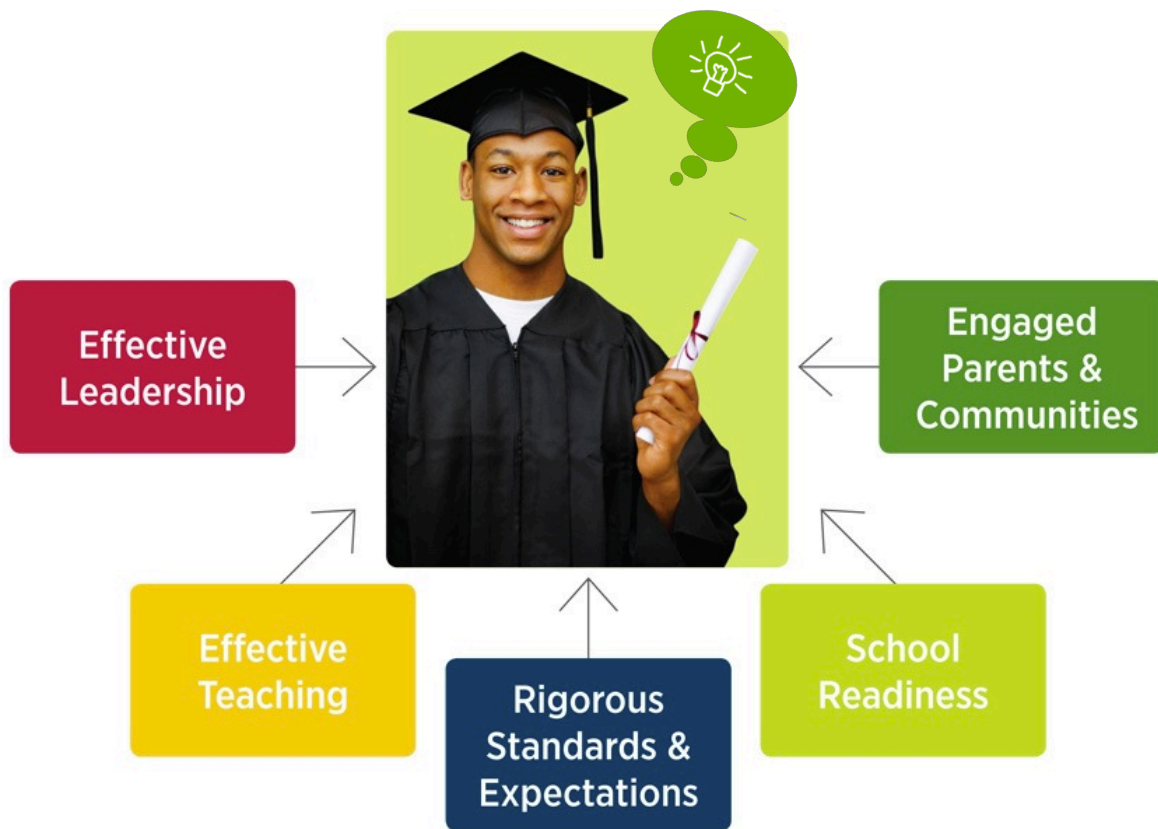 Effective
Leadership
Engaged
Parents &
Communities
Effective
Teaching
Rigorous
Standards &
Expectations
School
Readiness